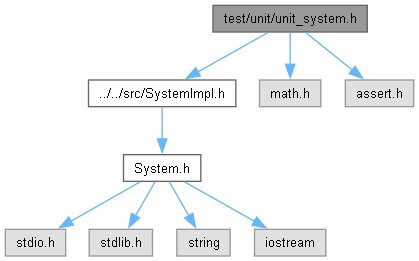 test/unit/unit_system.h
../../src/SystemImpl.h
math.h
assert.h
System.h
stdio.h
stdlib.h
string
iostream